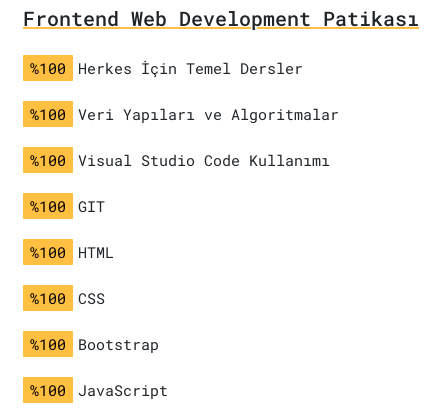 Frontend Web Development Patikası
%100 Herkes İçin Temel Dersler
%100 Veri Yapıları ve Algoritmalar
%100 Visual Studio Code Kullanımı
%100 GIT
%100 HTML
%100 CSS
%100 Bootstrap
%100 JavaScript